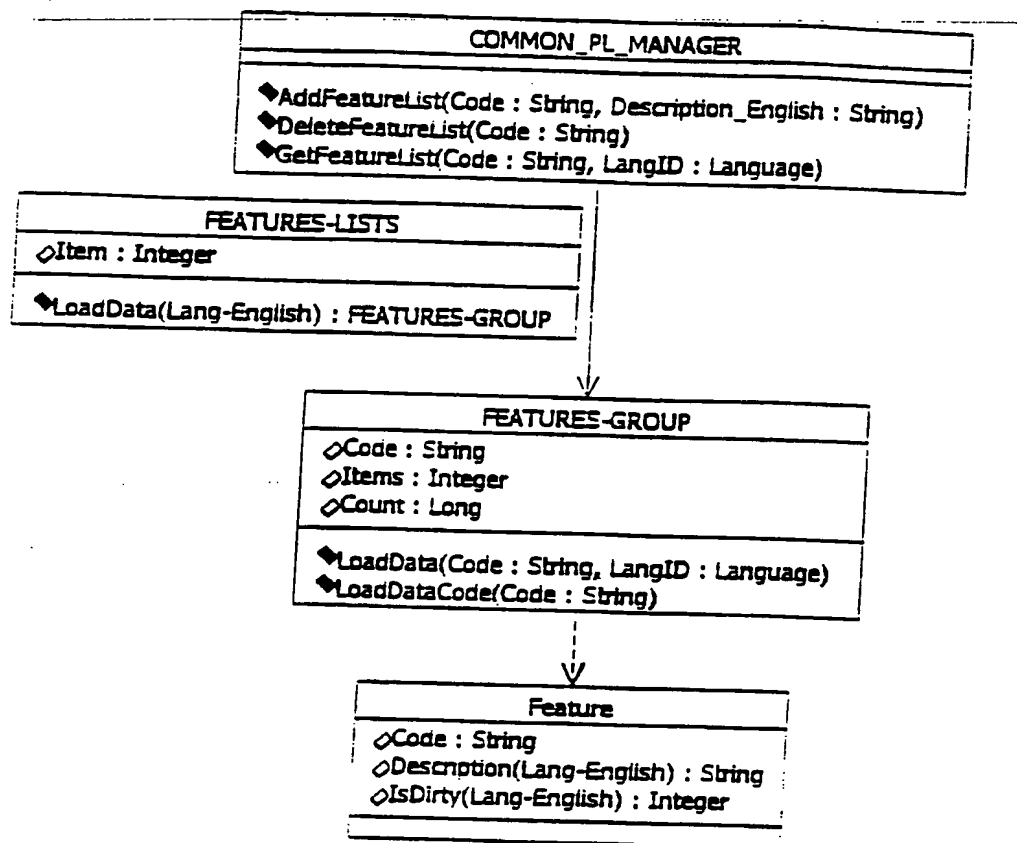 COMMON_PL_MANAGER
AddFeatureList(Code : String, Description_English : String)
DeleteFeatureList(Code : String)
GetFeatureList(Code : String, LangID : Language)
FEATURES-LISTS
Item : Integer
LoadData(Lang-English) : FEATURES-GROUP
FEATURES-GROUP
Code : String
Items : Integer
Count : Long
LoadData(Code : String, LangID : Language)
LoadDataCode(Code : String)
Feature
Code : String
Description(Lang-English) : String
IsDirty(Lang-English) : Integer